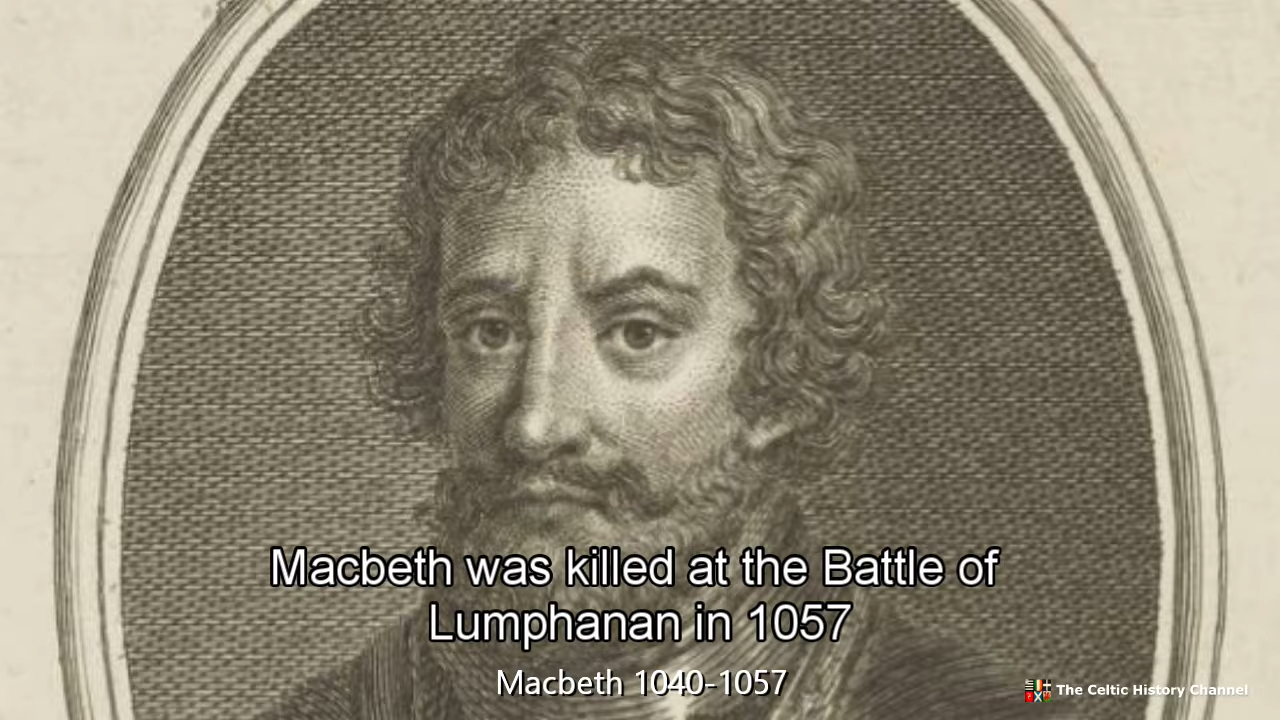 Macbeth was killed at the Battle of
Lumphanan in 1057
Macbeth 1040-1057
The Celtic History Channel